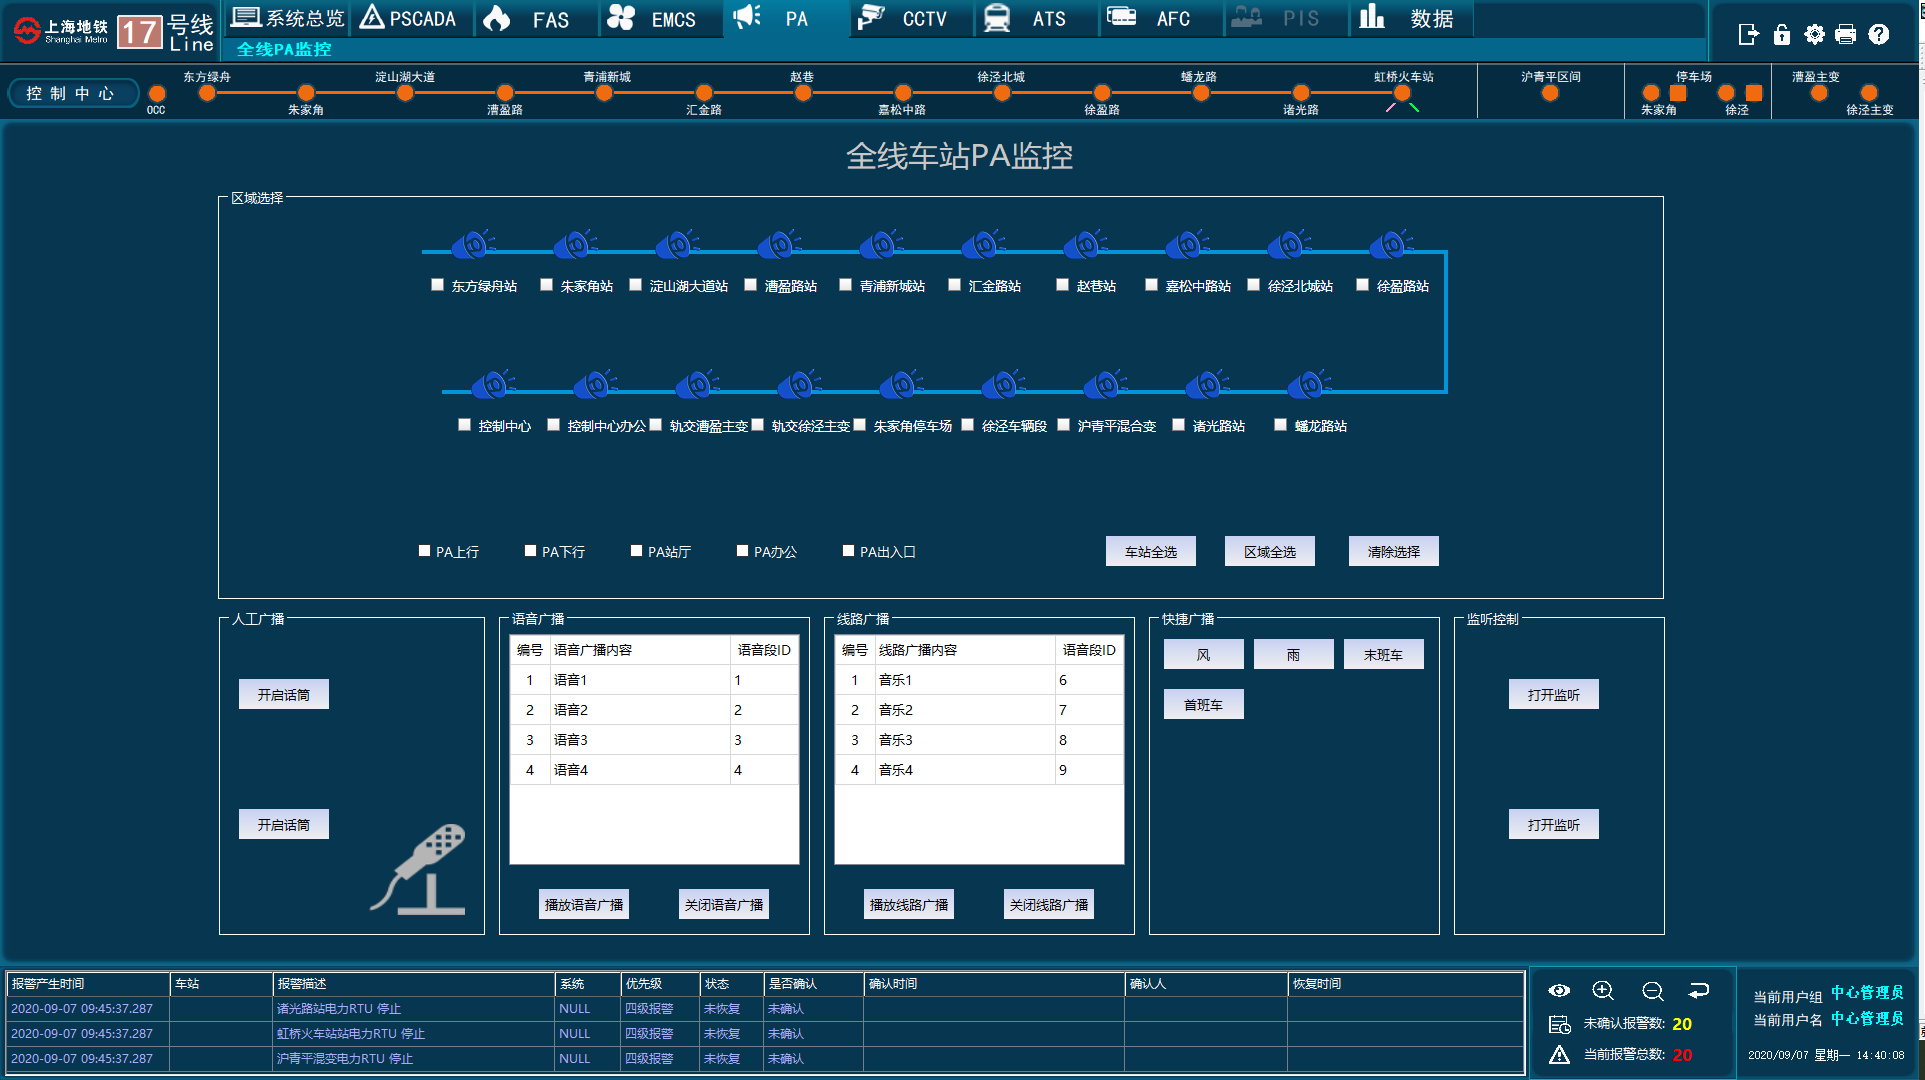 上海地铁
Shanghai Metro
17 号线
Line
系统总览 PSCADA FAS EMCS PA CCTV ATS AFC PIS 数据
全线PA监控
控制中心
东方绿舟 淀山湖大道 青浦新城 赵巷 徐泾北城 蟠龙路 虹桥火车站 沪青平区间 停车场 漕盈主变
OCC 朱家角 漕盈路 汇金路 嘉松中路 徐盈路 诸光路 朱家角 徐泾 徐泾主变
全线车站PA监控
区域选择
东方绿舟站 朱家角站 淀山湖大道站 漕盈路站 青浦新城站 汇金路站 赵巷站 嘉松中路站 徐泾北城站 徐盈路站
控制中心 控制中心办公 轨交漕盈主变 轨交徐泾主变 朱家角停车场 徐泾车辆段 沪青平混合变 诸光路站 蟠龙路站
PA上行 PA下行 PA站厅 PA办公 PA出入口 车站全选 区域全选 清除选择
人工广播
开启话筒
开启话筒
语音广播
编号 语音广播内容 语音段ID
1 语音1 1
2 语音2 2
3 语音3 3
4 语音4 4
播放语音广播 关闭语音广播
线路广播
编号 线路广播内容 语音段ID
1 音乐1 6
2 音乐2 7
3 音乐3 8
4 音乐4 9
播放线路广播 关闭线路广播
快捷广播
风 雨 末班车
首班车
监听控制
打开监听
打开监听
报警产生时间 车站 报警描述 系统 优先级 状态 是否确认 确认时间 确认人 恢复时间
2020-09-07 09:45:37.287 诸光路站电力RTU 停止 NULL 四级报警 未恢复 未确认
2020-09-07 09:45:37.287 虹桥火车站站电力RTU 停止 NULL 四级报警 未恢复 未确认
2020-09-07 09:45:37.287 沪青平混变电力RTU 停止 NULL 四级报警 未恢复 未确认
未确认报警数: 20
当前报警总数: 20
当前用户组 中心管理员
当前用户名 中心管理员
2020/09/07 星期一 14:40:08